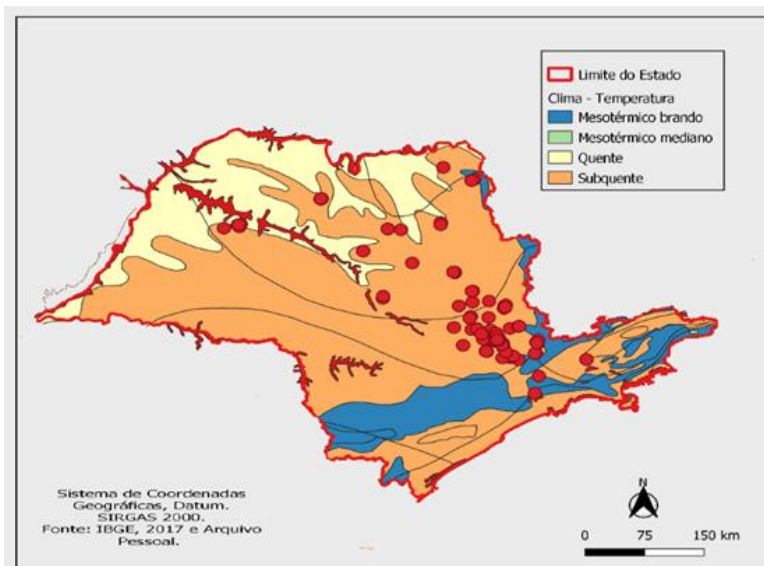 Limite do Estado
Clima - Temperatura
Mesotérmico brando
Mesotérmico mediano
Quente
Subquente
Sistema de Coordenadas
Geográficas, Datum.
SIRGAS 2000.
Fonte: IBGE, 2017 e Arquivo
Pessoal.
N
0 75 150 km